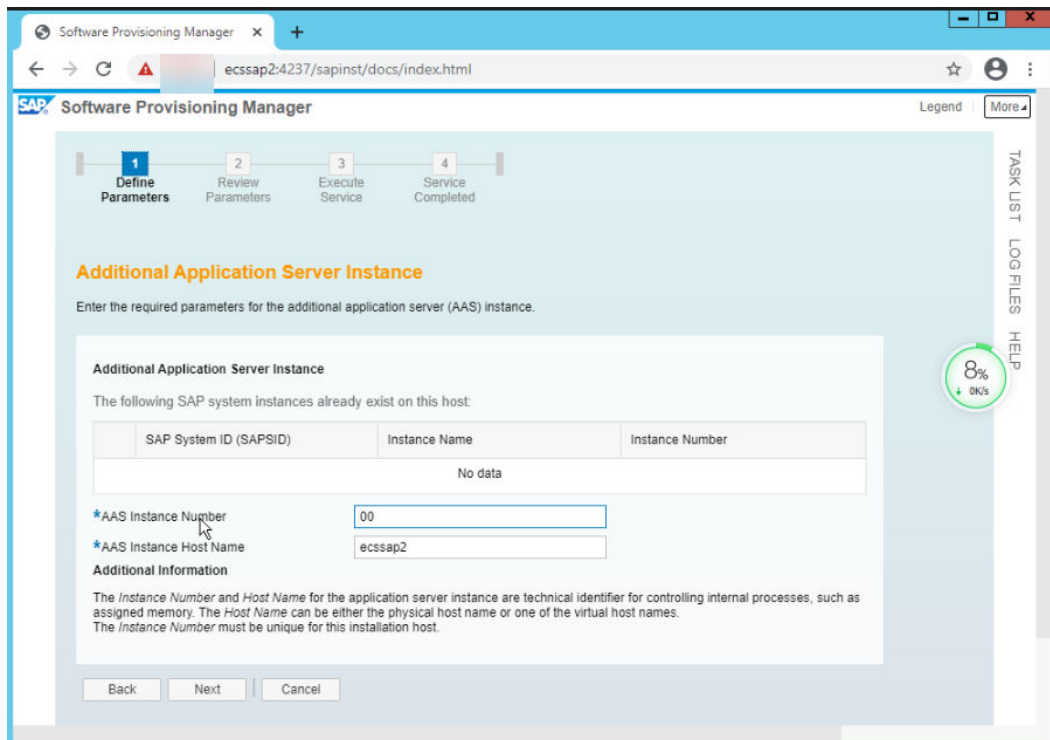 Software Provisioning Manager
ecssap2:4237/sapinst/docs/index.html
SAP Software Provisioning Manager
Legend
More
1
Define Parameters
2
Review Parameters
3
Execute Service
4
Service Completed
TASK LIST
LOG FILES
HELP
Additional Application Server Instance
Enter the required parameters for the additional application server (AAS) instance.
8%
0K/s
Additional Application Server Instance
The following SAP system instances already exist on this host:
SAP System ID (SAPSID) Instance Name Instance Number
No data
*AAS Instance Number 00
*AAS Instance Host Name ecssap2
Additional Information
The Instance Number and Host Name for the application server instance are technical identifier for controlling internal processes, such as
assigned memory. The Host Name can be either the physical host name or one of the virtual host names.
The Instance Number must be unique for this installation host.
Back Next Cancel